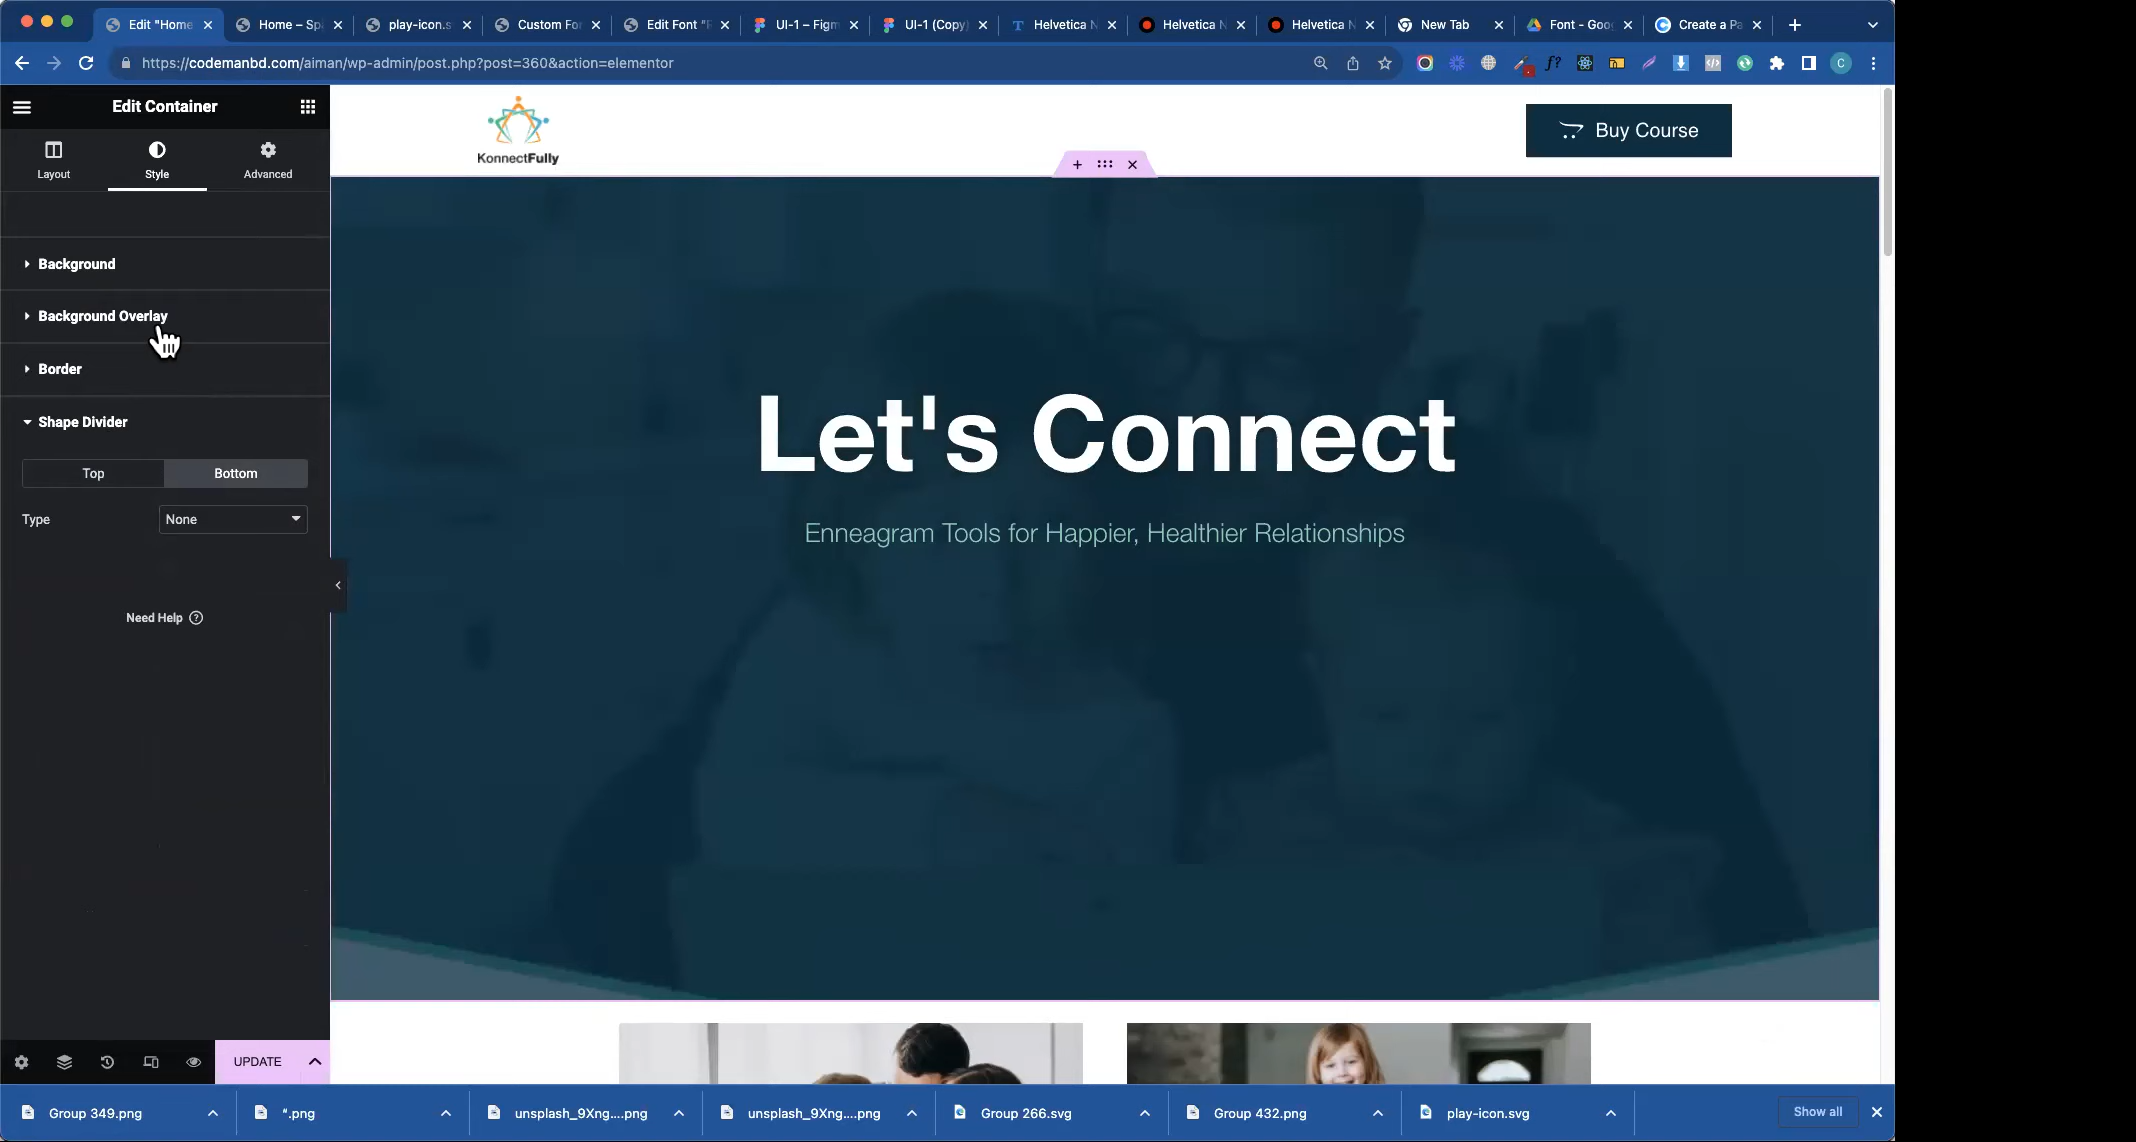 Edit "Home
Home – Sp
play-icon.s
Custom Fo
Edit Font "
UI-1 – Figm
UI-1 (Copy)
Helvetica N
Helvetica N
Helvetica N
New Tab
Font - Goo
Create a Pa
https://codemanbd.com/aiman/wp-admin/post.php?post=360&action=elementor
C
Edit Container
Layout
Style
Advanced
Background
Background Overlay
Border
Shape Divider
Top
Bottom
Type
None
Need Help
UPDATE
KonnectFully
Buy Course
Let's Connect
Enneagram Tools for Happier, Healthier Relationships
Group 349.png
“.png
unsplash_9Xng....png
unsplash_9Xng....png
Group 266.svg
Group 432.png
play-icon.svg
Show all